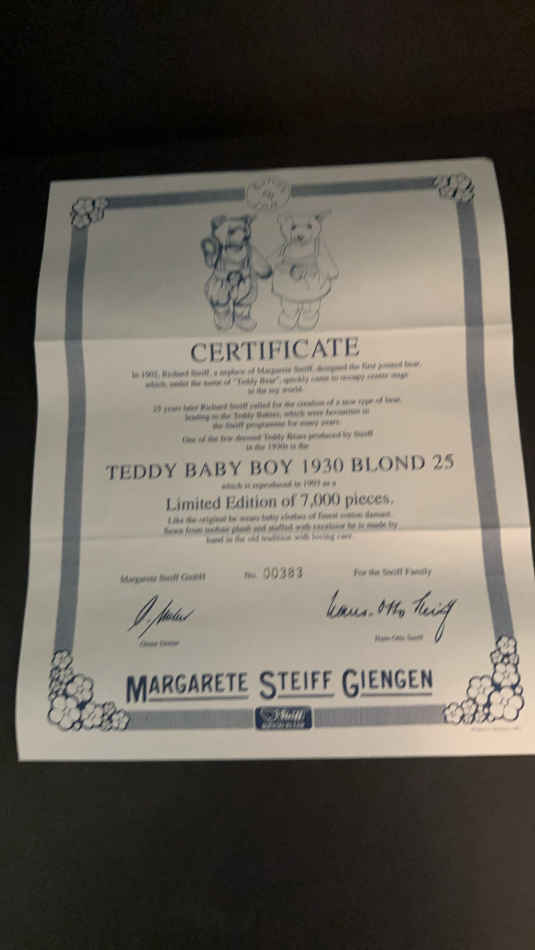 CERTIFICATE
In 1902, Richard Steiff, a nephew of Margarete Steiff, designed the first jointed bear,
which, under the name of "Teddy Bear", quickly came to occupy centre stage
in the toy world.
25 years later Richard Steiff called for the creation of a new type of bear,
leading to the Teddy Babies, which were favourites in
the Steiff programme for many years.
One of the first dressed Teddy Bears produced by Steiff
in the 1930s is the
TEDDY BABY BOY 1930 BLOND 25
which is reproduced in 1993 as a
Limited Edition of 7,000 pieces.
Like the original he wears baby clothes of finest cotton damast.
Sewn from mohair plush and stuffed with excelsior he is made by
hand in the old tradition with loving care.
Margarete Steiff GmbH
No. 00383
For the Steiff Family
Hans-Otto Steiff
Hans-Otto Steiff
MARGARETE STEIFF GIENGEN
Steiff